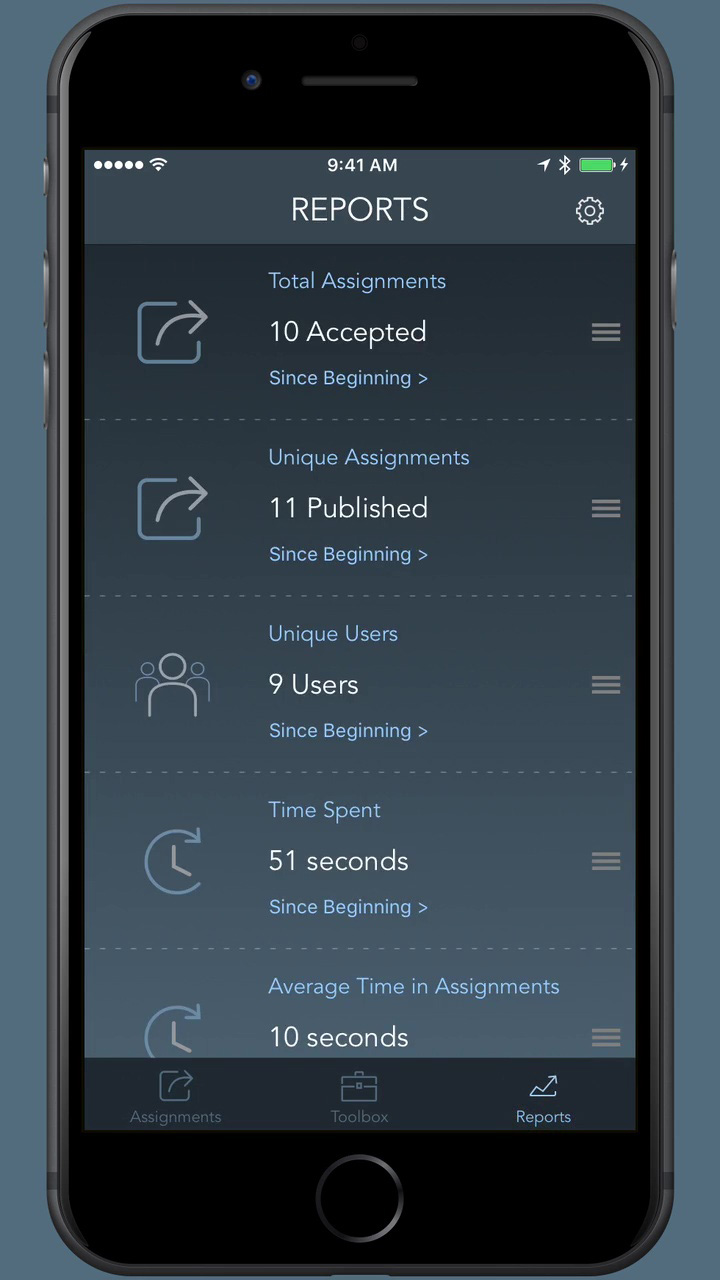 9:41 AM
REPORTS
Total Assignments
10 Accepted
Since Beginning >
Unique Assignments
11 Published
Since Beginning >
Unique Users
9 Users
Since Beginning >
Time Spent
51 seconds
Since Beginning >
Average Time in Assignments
10 seconds
Assignments
Toolbox
Reports